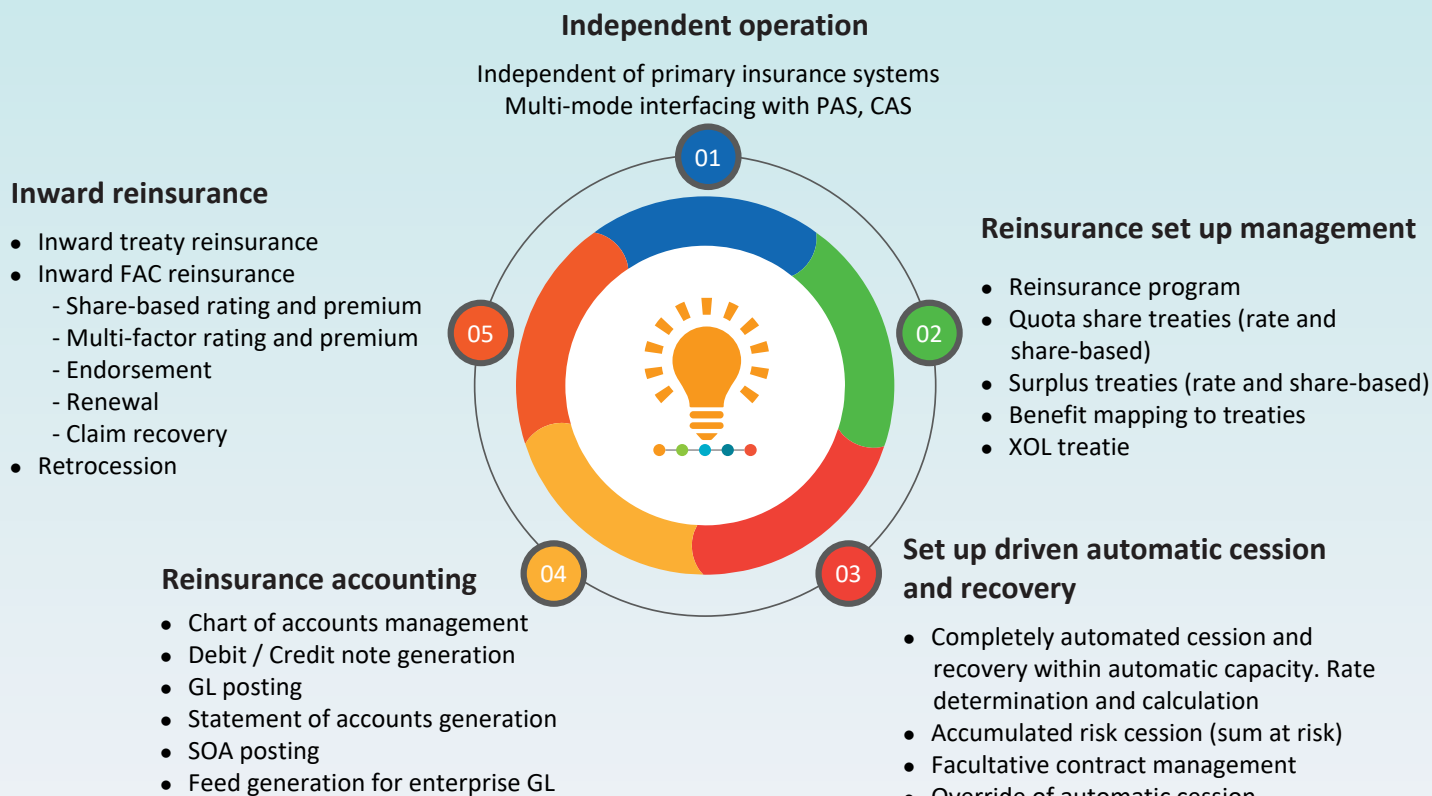 Independent operation
Independent of primary insurance systems
Multi-mode interfacing with PAS, CAS
01
Reinsurance set up management
● Reinsurance program
● Quota share treaties (rate and
share-based)
● Surplus treaties (rate and share-based)
● Benefit mapping to treaties
● XOL treatie
02
Set up driven automatic cession
and recovery
● Completely automated cession and
recovery within automatic capacity. Rate
determination and calculation
● Accumulated risk cession (sum at risk)
● Facultative contract management
● Override of automatic cession
03
Reinsurance accounting
● Chart of accounts management
● Debit / Credit note generation
● GL posting
● Statement of accounts generation
● SOA posting
● Feed generation for enterprise GL
04
Inward reinsurance
● Inward treaty reinsurance
● Inward FAC reinsurance
- Share-based rating and premium
- Multi-factor rating and premium
- Endorsement
- Renewal
- Claim recovery
● Retrocession
05